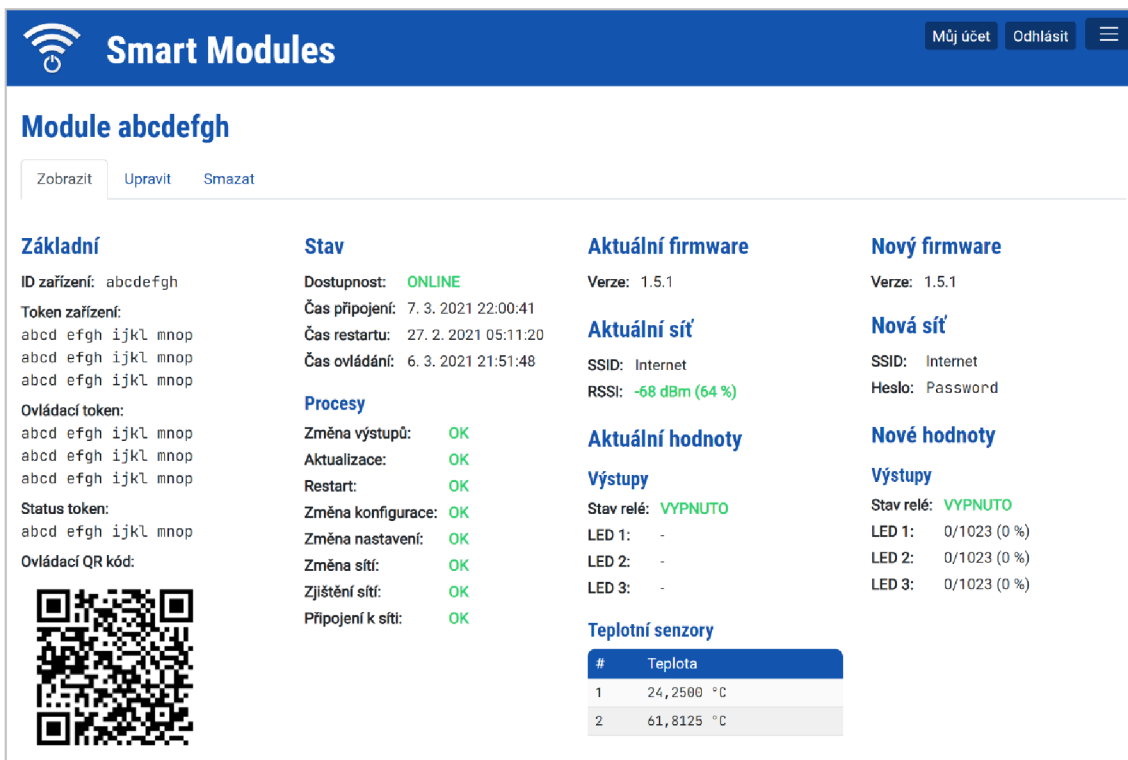 Smart Modules
Můj účet
Odhlásit
Module abcdefgh
Zobrazit
Upravit
Smazat
Základní
ID zařízení: abcdefgh
Token zařízení:
abcd efgh ijkl mnop
abcd efgh ijkl mnop
abcd efgh ijkl mnop
Ovládací token:
abcd efgh ijkl mnop
abcd efgh ijkl mnop
abcd efgh ijkl mnop
Status token:
abcd efgh ijkl mnop
Ovládací QR kód:
Stav
Dostupnost: ONLINE
Čas připojení: 7. 3. 2021 22:00:41
Čas restartu: 27. 2. 2021 05:11:20
Čas ovládání: 6. 3. 2021 21:51:48
Procesy
Změna výstupů: OK
Aktualizace: OK
Restart: OK
Změna konfigurace: OK
Změna nastavení: OK
Změna sítí: OK
Zjištění sítí: OK
Připojení k síti: OK
Aktuální firmware
Verze: 1.5.1
Aktuální síť
SSID: Internet
RSSI: -68 dBm (64 %)
Aktuální hodnoty
Výstupy
Stav relé: VYPNUTO
LED 1: -
LED 2: -
LED 3: -
Teplotní senzory
# Teplota
1 24,2500 °C
2 61,8125 °C
Nový firmware
Verze: 1.5.1
Nová síť
SSID: Internet
Heslo: Password
Nové hodnoty
Výstupy
Stav relé: VYPNUTO
LED 1: 0/1023 (0 %)
LED 2: 0/1023 (0 %)
LED 3: 0/1023 (0 %)